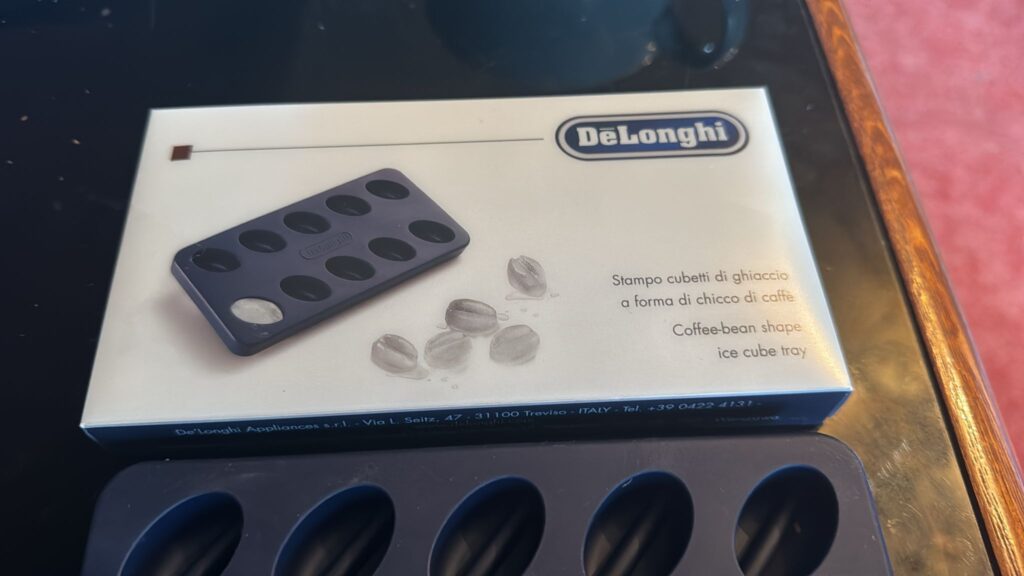 DeLonghi
Stampo cubetti di ghiaccio
a forma di chicco di caffè
Coffee-bean shape
ice cube tray
De'Longhi Appliances s.r.l. - Via L. Seitz, 47 - 31100 Treviso - ITALY - Tel. +39 0422 4131 -